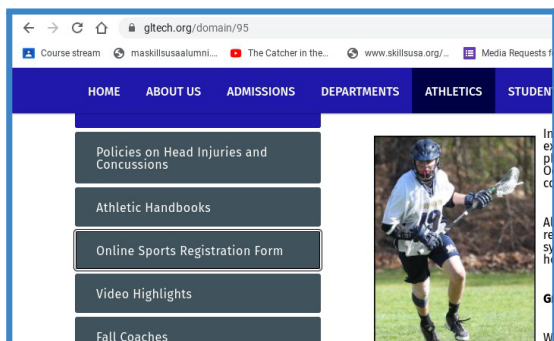 gltech.org/domain/95
Course stream maskillsusaalumni.... The Catcher in the... www.skillsusa.org/... Media Requests f
HOME ABOUT US ADMISSIONS DEPARTMENTS ATHLETICS STUDEN
Policies on Head Injuries and
Concussions
Athletic Handbooks
Online Sports Registration Form
Video Highlights
Fall Coaches
19